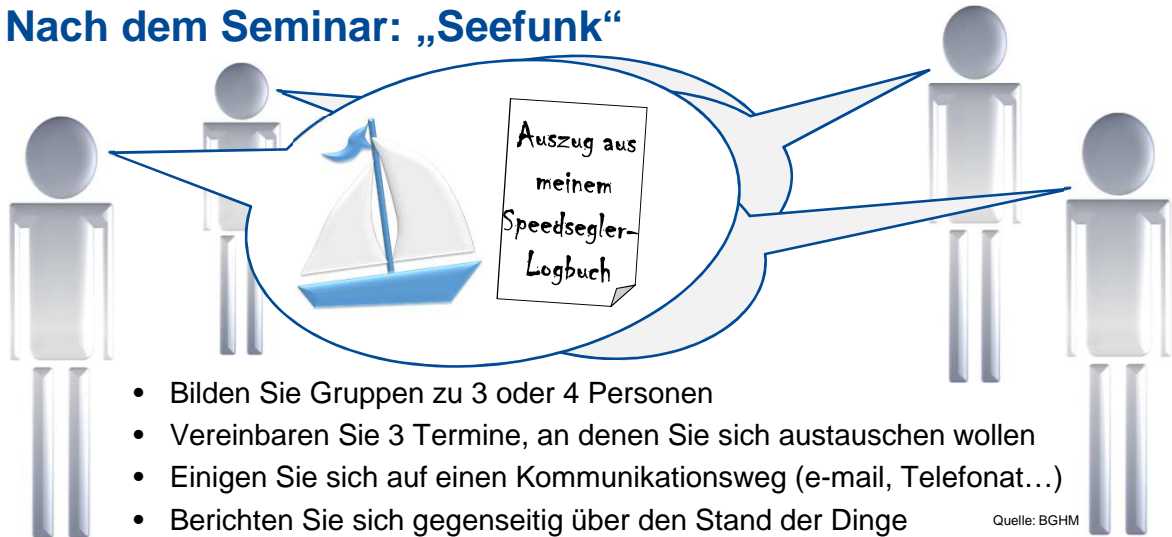 Nach dem Seminar: „Seefunk“
Auszug aus
meinem
Speedsegler-
Logbuch
• Bilden Sie Gruppen zu 3 oder 4 Personen
• Vereinbaren Sie 3 Termine, an denen Sie sich austauschen wollen
• Einigen Sie sich auf einen Kommunikationsweg (e-mail, Telefonat…)
• Berichten Sie sich gegenseitig über den Stand der Dinge
Quelle: BGHM